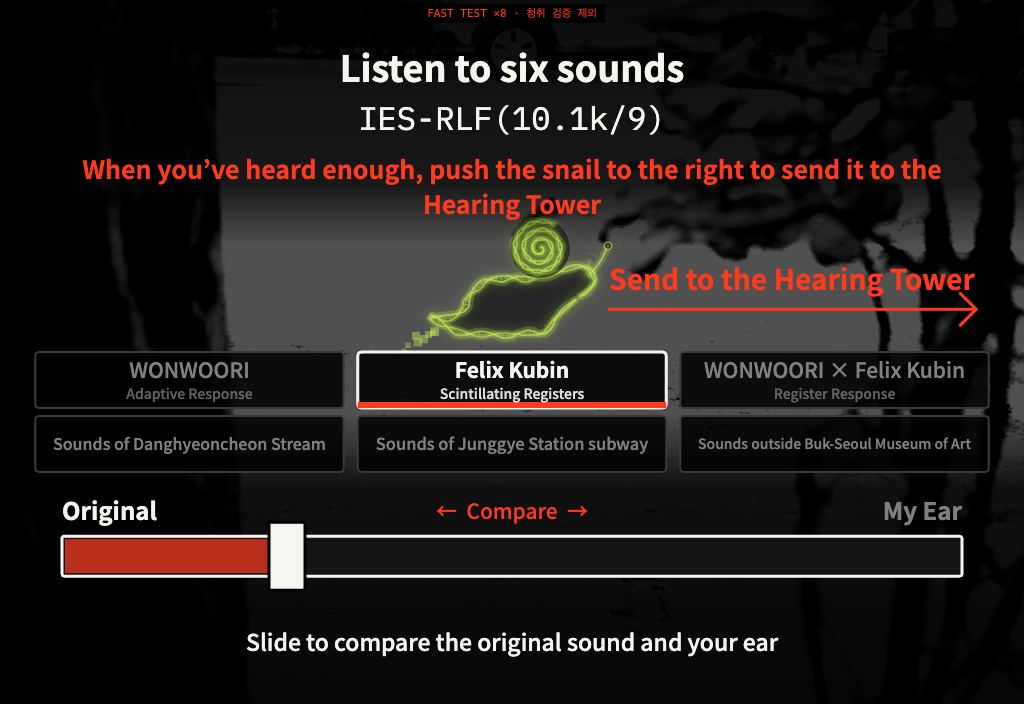 FAST TEST ×8 · 청취 검증 제외
Listen to six sounds
IES-RLF(10.1k/9)
When you’ve heard enough, push the snail to the right to send it to the
Hearing Tower
Send to the Hearing Tower
WONWOORI
Adaptive Response
Felix Kubin
Scintillating Registers
WONWOORI × Felix Kubin
Register Response
Sounds of Danghyeoncheon Stream
Sounds of Junggye Station subway
Sounds outside Buk-Seoul Museum of Art
Original
← Compare →
My Ear
Slide to compare the original sound and your ear